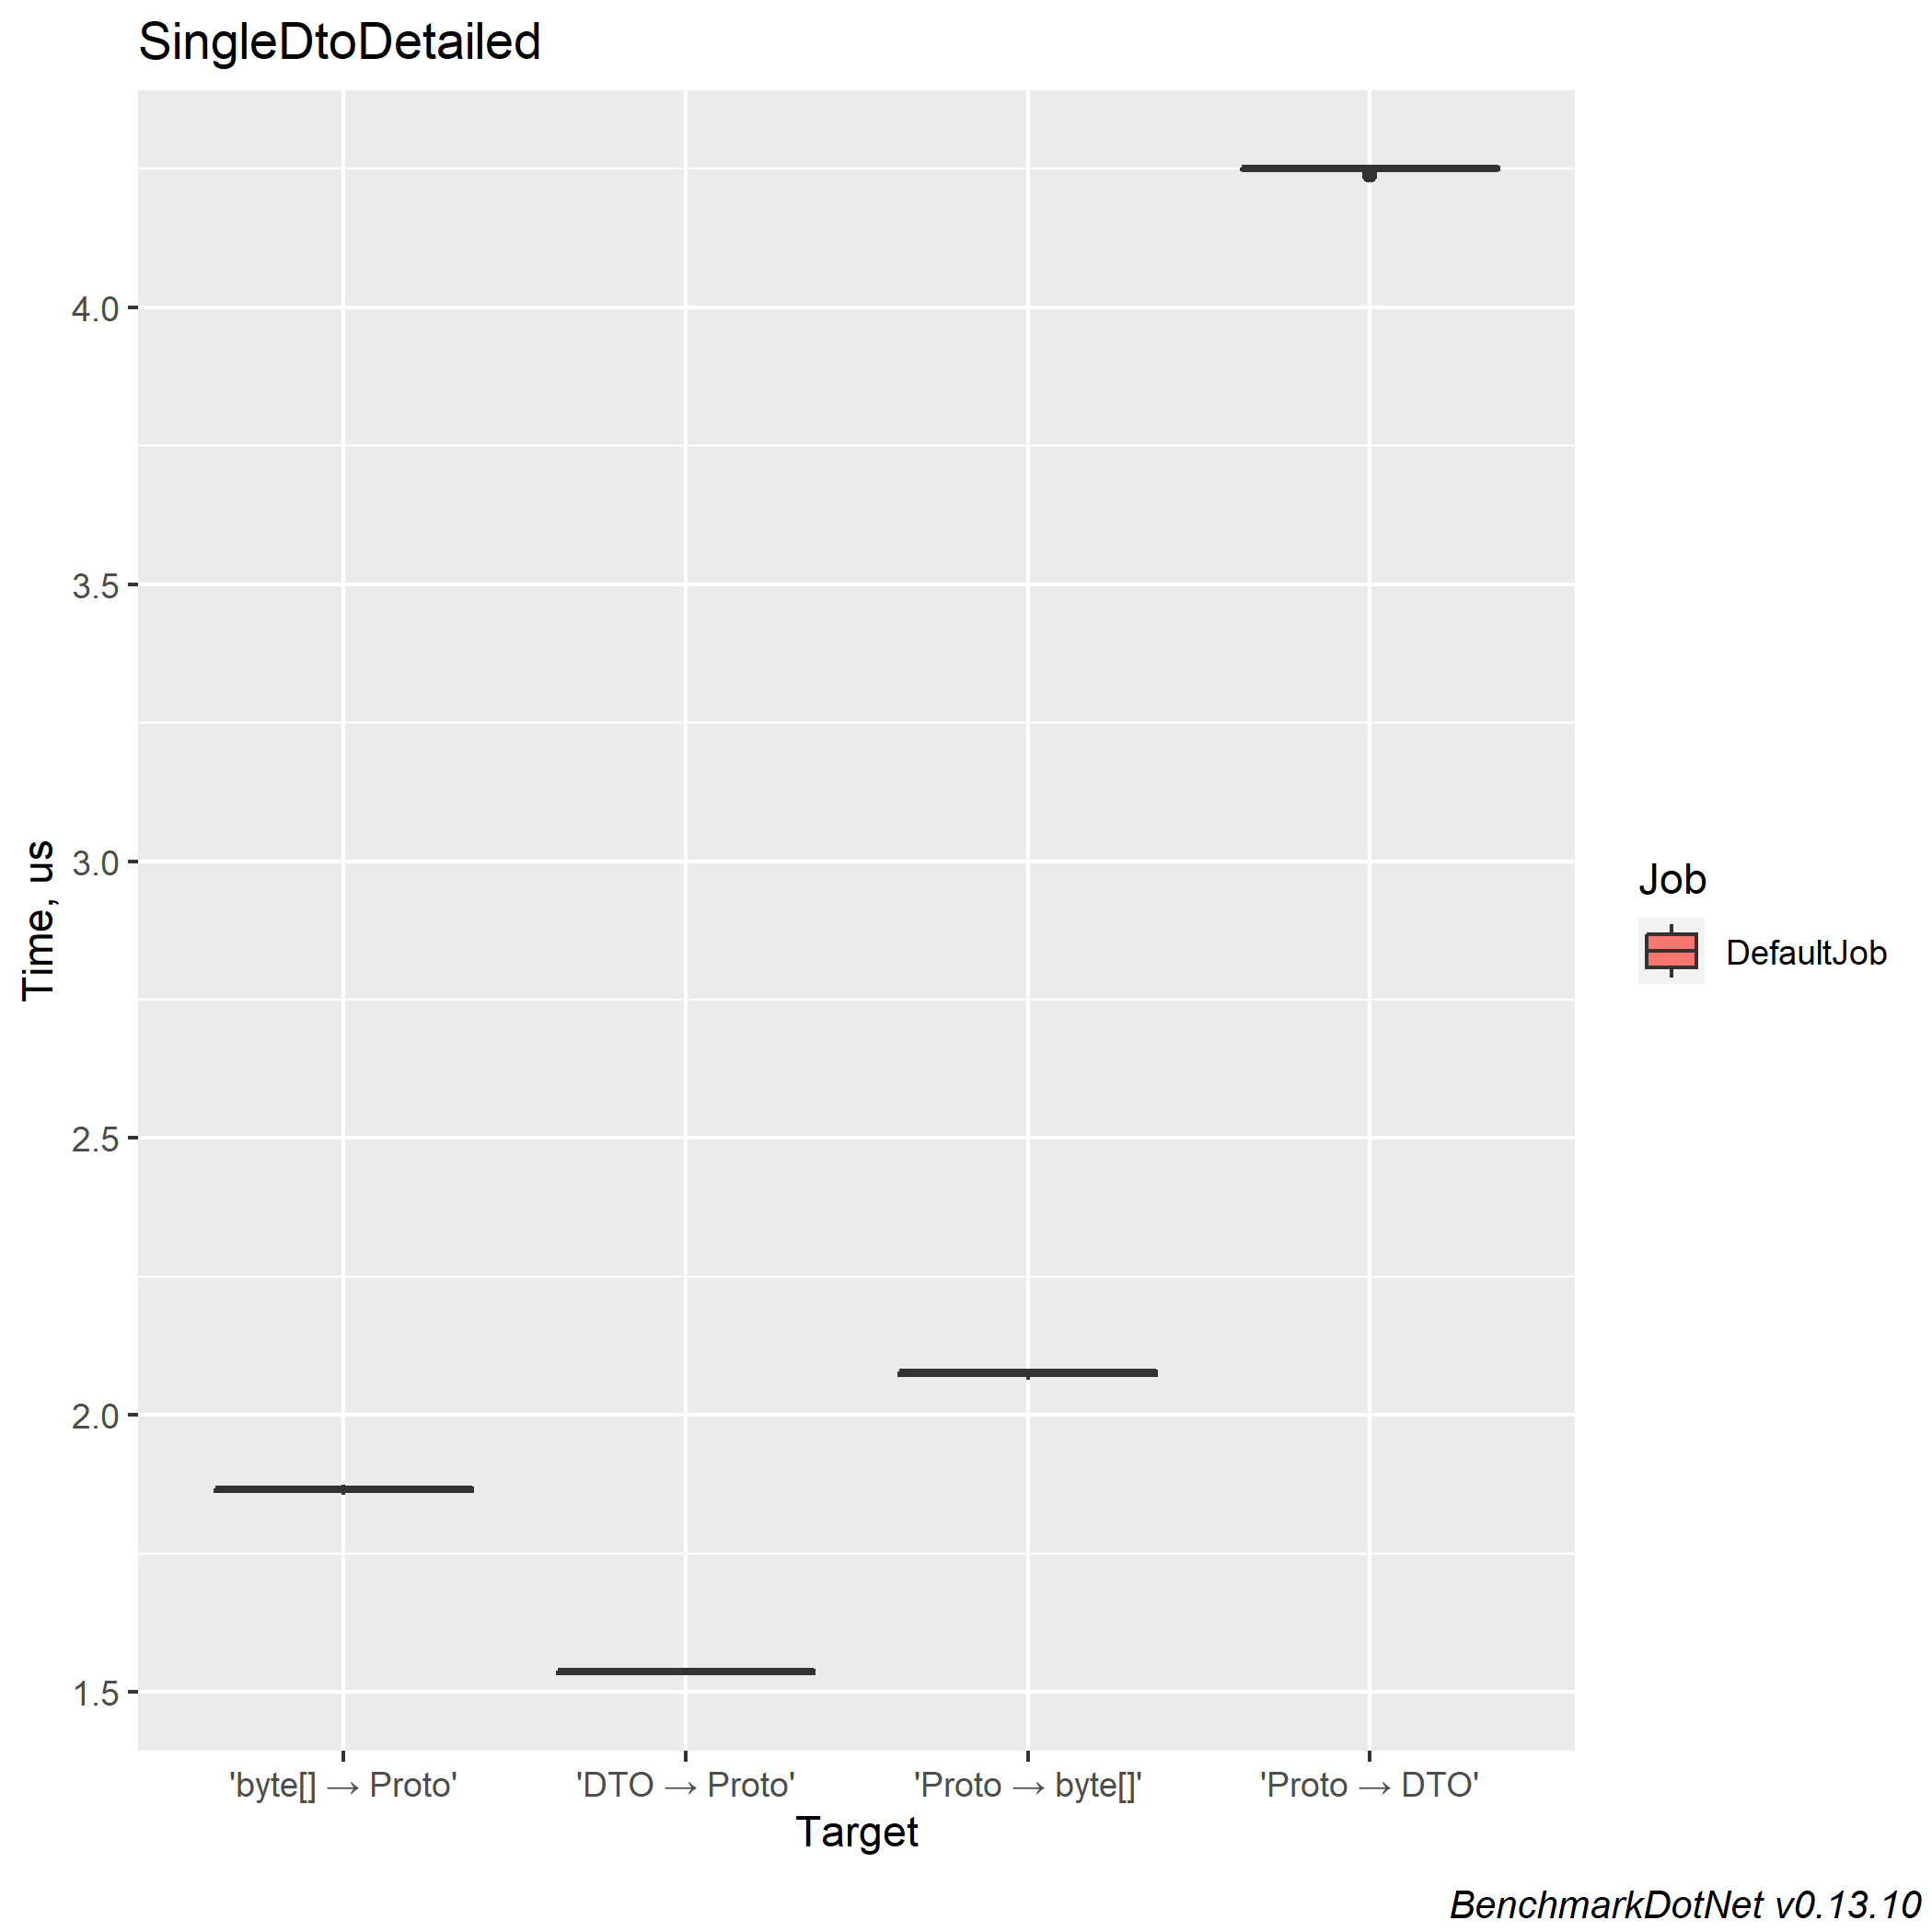 SingleDtoDetailed
Time, us
4.0
3.5
3.0
2.5
2.0
1.5
'byte[] → Proto'
'DTO → Proto'
'Proto → byte[]'
'Proto → DTO'
Target
Job
DefaultJob
BenchmarkDotNet v0.13.10